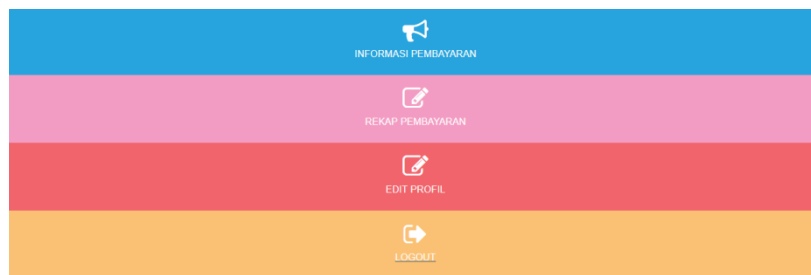 INFORMASI PEMBAYARAN
REKAP PEMBAYARAN
EDIT PROFIL
LOGOUT